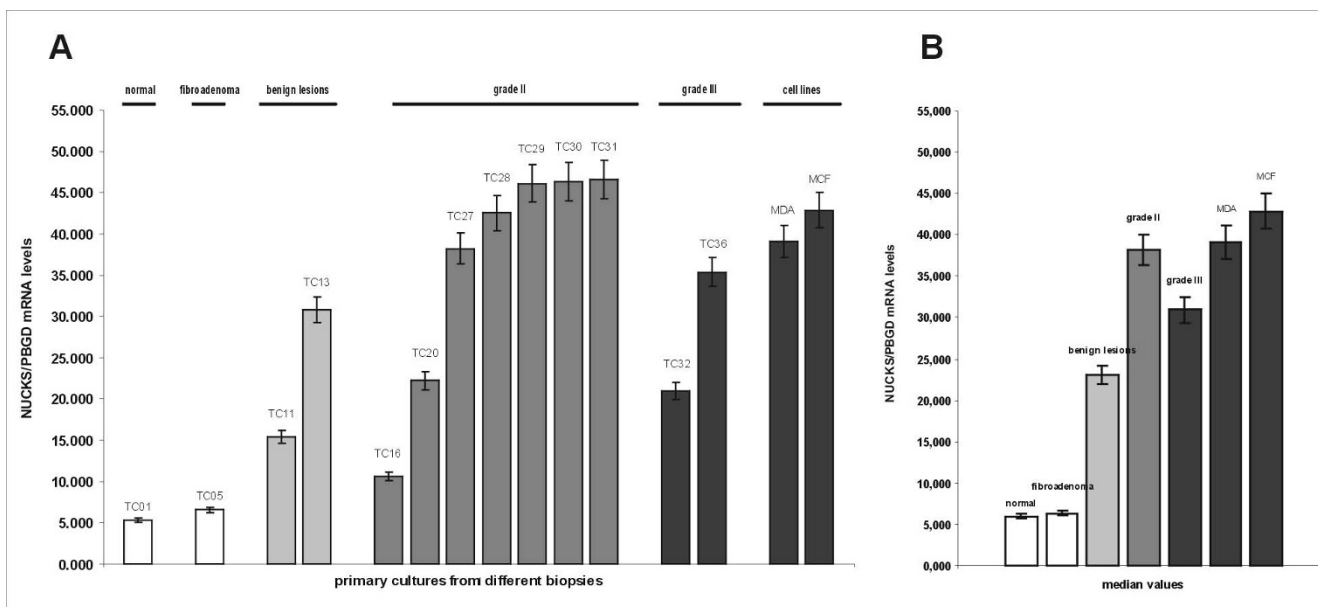 A
normal
fibroadenoma
benign lesions
grade II
grade III
cell lines
NUCKS/PBGD mRNA levels
55.000
50.000
45.000
40.000
35.000
30.000
25.000
20.000
15.000
10.000
5.000
0.000
TC01
TC05
TC11
TC13
TC16
TC20
TC27
TC28
TC29
TC30
TC31
TC32
TC36
MDA
MCF
primary cultures from different biopsies
B
NUCKS/PBGD mRNA levels
55,000
50,000
45,000
40,000
35,000
30,000
25,000
20,000
15,000
10,000
5,000
0,000
normal
fibroadenoma
benign lesions
grade II
grade III
MDA
MCF
median values